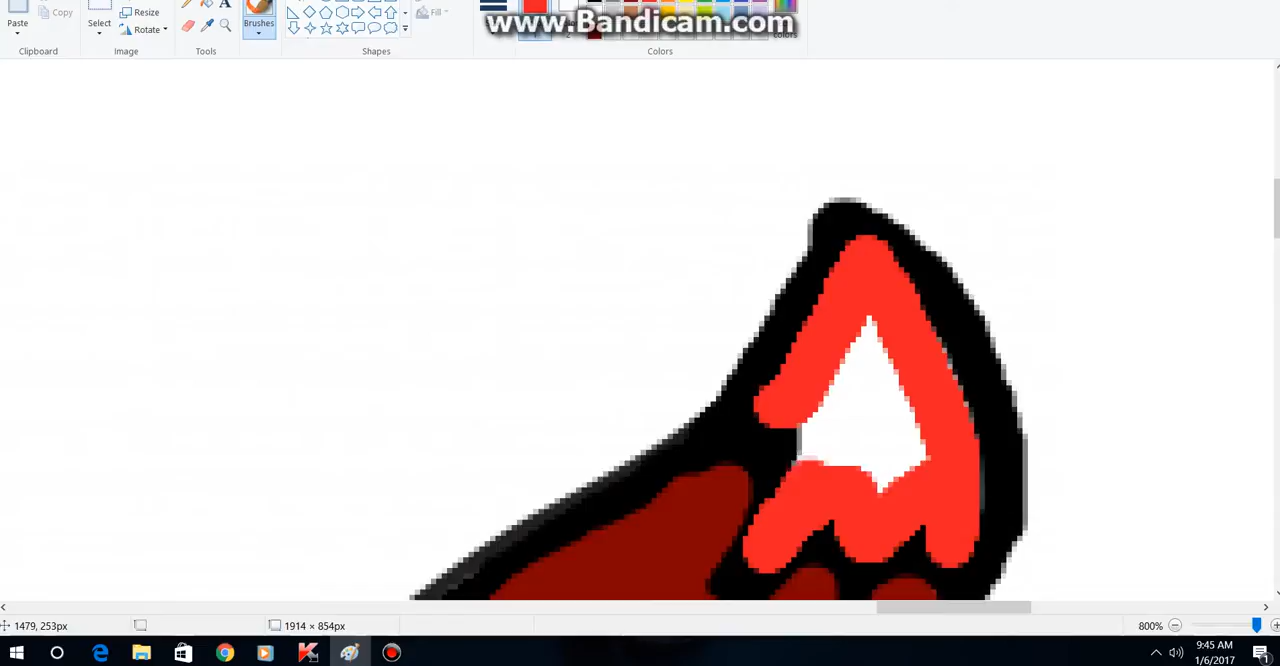 www.Bandicam.com
Paste
Copy
Select
Resize
Rotate
Brushes
Fill
colors
Clipboard
Image
Tools
Shapes
Colors
1479, 253px
1914 × 854px
800%
9:45 AM
1/6/2017